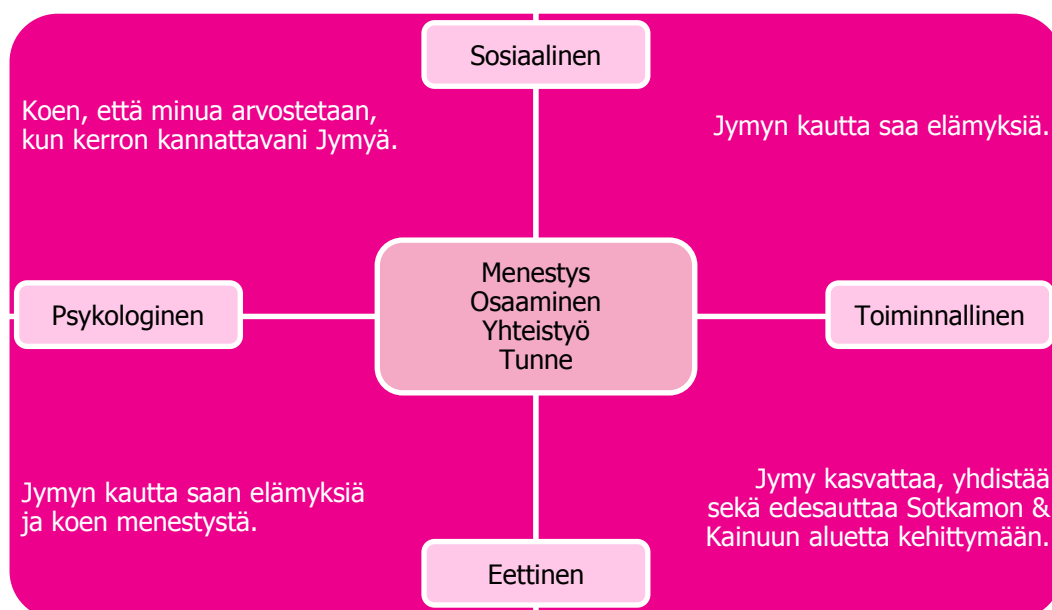 Sosiaalinen
Koen, että minua arvostetaan,
kun kerron kannattavani Jymyä.
Jymyn kautta saa elämyksiä.
Menestys
Osaaminen
Yhteistyö
Tunne
Psykologinen
Toiminnallinen
Jymyn kautta saan elämyksiä
ja koen menestystä.
Jymy kasvattaa, yhdistää
sekä edesauttaa Sotkamon &
Kainuun aluetta kehittymään.
Eettinen